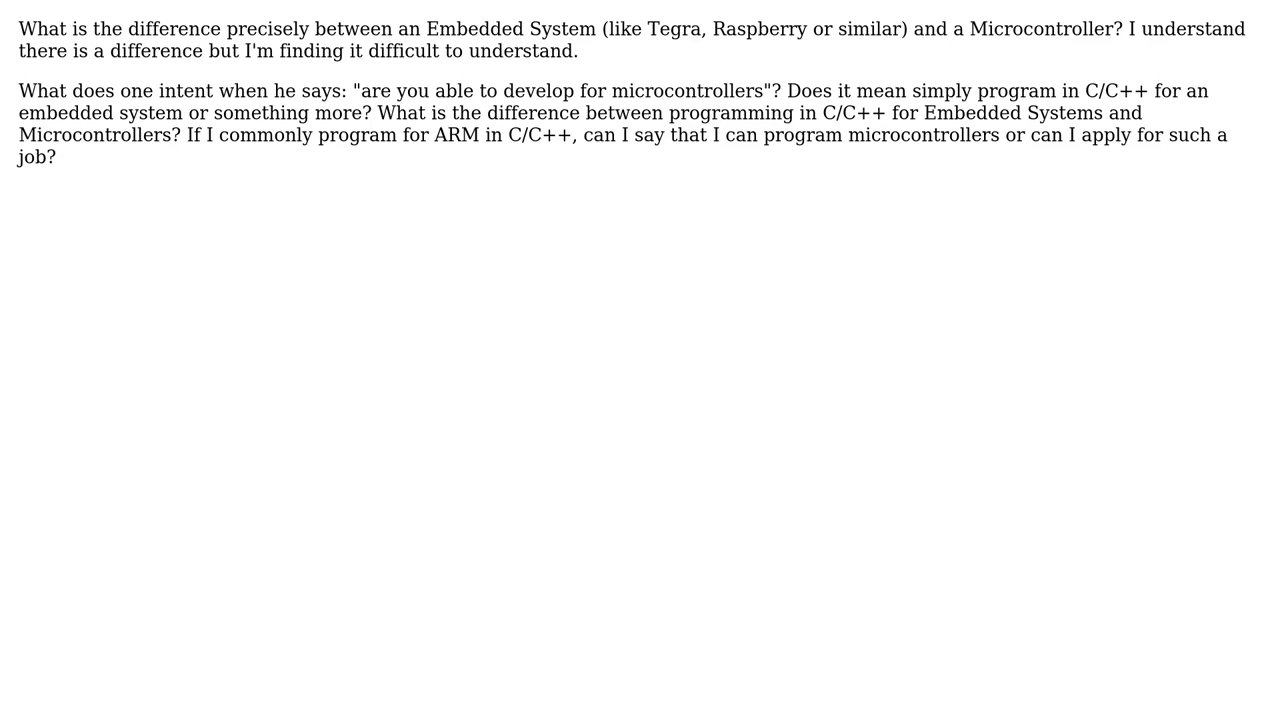 What is the difference precisely between an Embedded System (like Tegra, Raspberry or similar) and a Microcontroller? I understand
there is a difference but I'm finding it difficult to understand.
What does one intent when he says: "are you able to develop for microcontrollers"? Does it mean simply program in C/C++ for an
embedded system or something more? What is the difference between programming in C/C++ for Embedded Systems and
Microcontrollers? If I commonly program for ARM in C/C++, can I say that I can program microcontrollers or can I apply for such a
job?